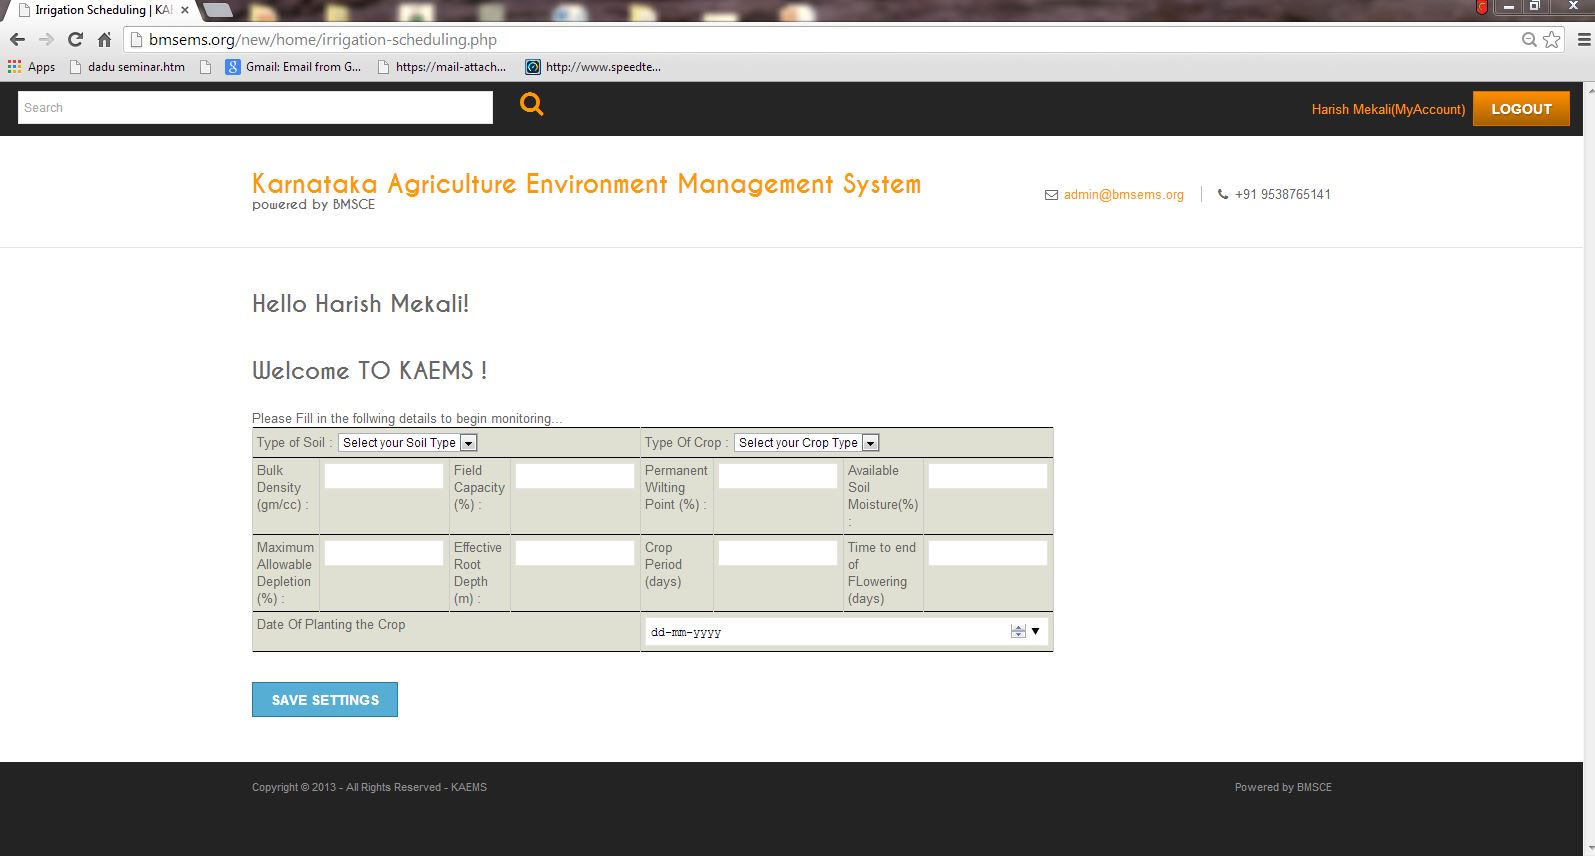 Irrigation Scheduling | KAE
bmsems.org/new/home/irrigation-scheduling.php
Apps dadu seminar.htm Gmail: Email from G... https://mail-attach... http://www.speedte...
Search
Harish Mekali(MyAccount) LOGOUT
Karnataka Agriculture Environment Management System
powered by BMSCE
admin@bmsems.org +91 9538765141
Hello Harish Mekali!
Welcome TO KAEMS !
Please Fill in the follwing details to begin monitoring...
Type of Soil : Select your Soil Type Type Of Crop : Select your Crop Type
Bulk
Density
(gm/cc) :
Field
Capacity
(%) :
Permanent
Wilting
Point (%) :
Available
Soil
Moisture(%)
:
Maximum
Allowable
Depletion
(%) :
Effective
Root
Depth
(m) :
Crop
Period
(days)
Time to end
of
FLowering
(days)
Date Of Planting the Crop dd-mm-yyyy
SAVE SETTINGS
Copyright © 2013 - All Rights Reserved - KAEMS Powered by BMSCE